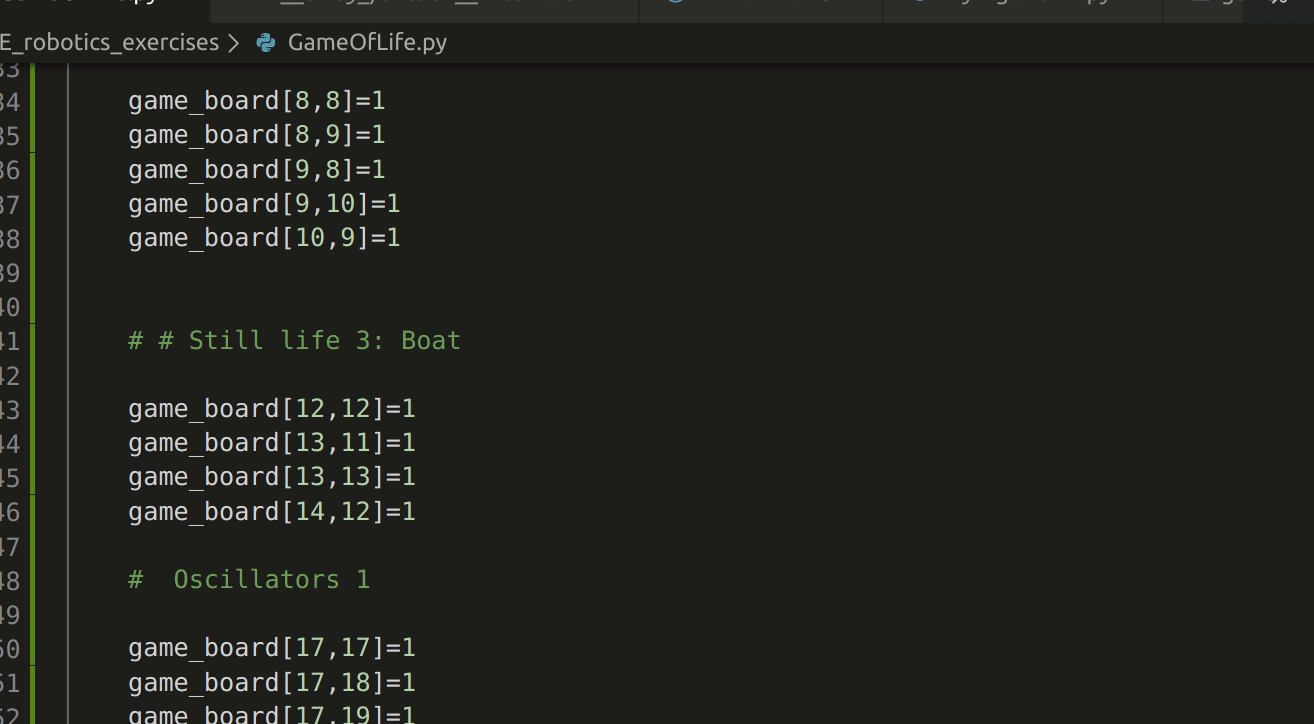 E_robotics_exercises > GameOfLife.py
33
34 game_board[8,8]=1
35 game_board[8,9]=1
36 game_board[9,8]=1
37 game_board[9,10]=1
38 game_board[10,9]=1
39
40
41 # # Still life 3: Boat
42
43 game_board[12,12]=1
44 game_board[13,11]=1
45 game_board[13,13]=1
46 game_board[14,12]=1
47
48 #  Oscillators 1
49
50 game_board[17,17]=1
51 game_board[17,18]=1
52 game_board[17,19]=1